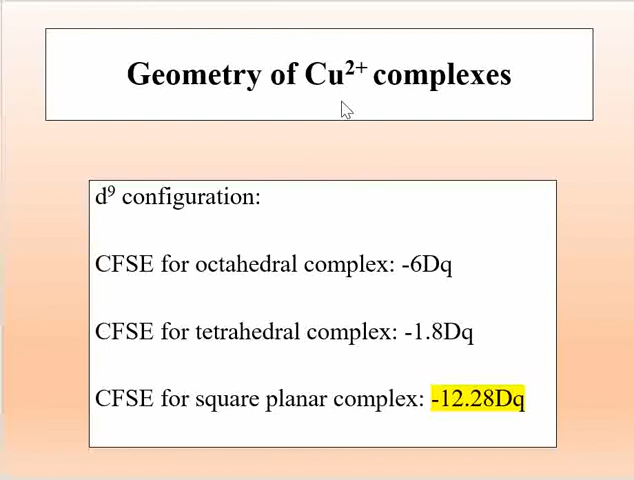 Geometry of Cu²⁺ complexes
d⁹ configuration:
CFSE for octahedral complex: -6Dq
CFSE for tetrahedral complex: -1.8Dq
CFSE for square planar complex: -12.28Dq